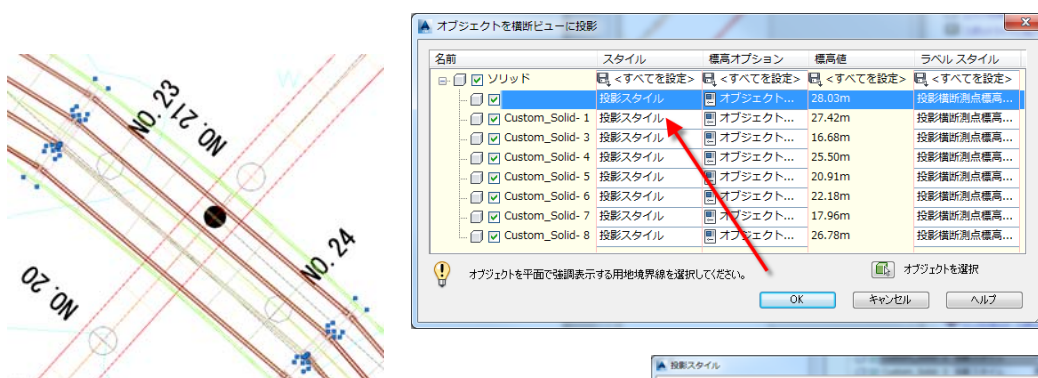 NO. 23
NO. 21
NO. 24
NO. 20
オブジェクトを横断ビューに投影
名前 スタイル 標高オプション 標高値 ラベル スタイル
ソリッド <すべてを設定> <すべてを設定> <すべてを設定> <すべてを設定>
投影スタイル オブジェクト... 28.03m 投影横断測点標高...
Custom_Solid- 1 投影スタイル オブジェクト... 27.42m 投影横断測点標高...
Custom_Solid- 3 投影スタイル オブジェクト... 16.68m 投影横断測点標高...
Custom_Solid- 4 投影スタイル オブジェクト... 25.50m 投影横断測点標高...
Custom_Solid- 5 投影スタイル オブジェクト... 20.91m 投影横断測点標高...
Custom_Solid- 6 投影スタイル オブジェクト... 22.18m 投影横断測点標高...
Custom_Solid- 7 投影スタイル オブジェクト... 17.96m 投影横断測点標高...
Custom_Solid- 8 投影スタイル オブジェクト... 26.78m 投影横断測点標高...
オブジェクトを平面で強調表示する用地境界線を選択してください。
オブジェクトを選択
OK キャンセル ヘルプ
投影スタイル